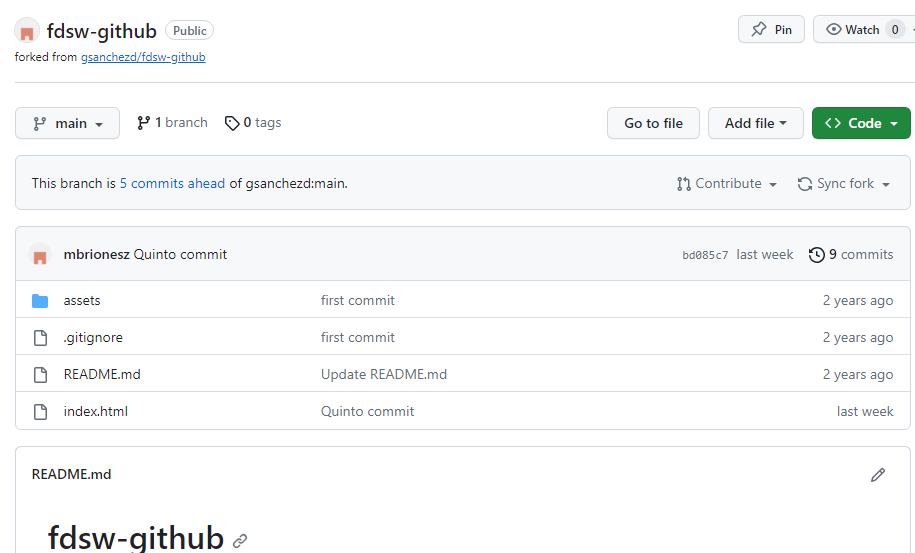 fdsw-github Public Pin Watch 0
forked from gsanchezd/fdsw-github
main 1 branch 0 tags Go to file Add file <> Code
This branch is 5 commits ahead of gsanchezd:main. Contribute Sync fork
mbrionesz Quinto commit bd085c7 last week 9 commits
assets first commit 2 years ago
.gitignore first commit 2 years ago
README.md Update README.md 2 years ago
index.html Quinto commit last week
README.md
fdsw-github